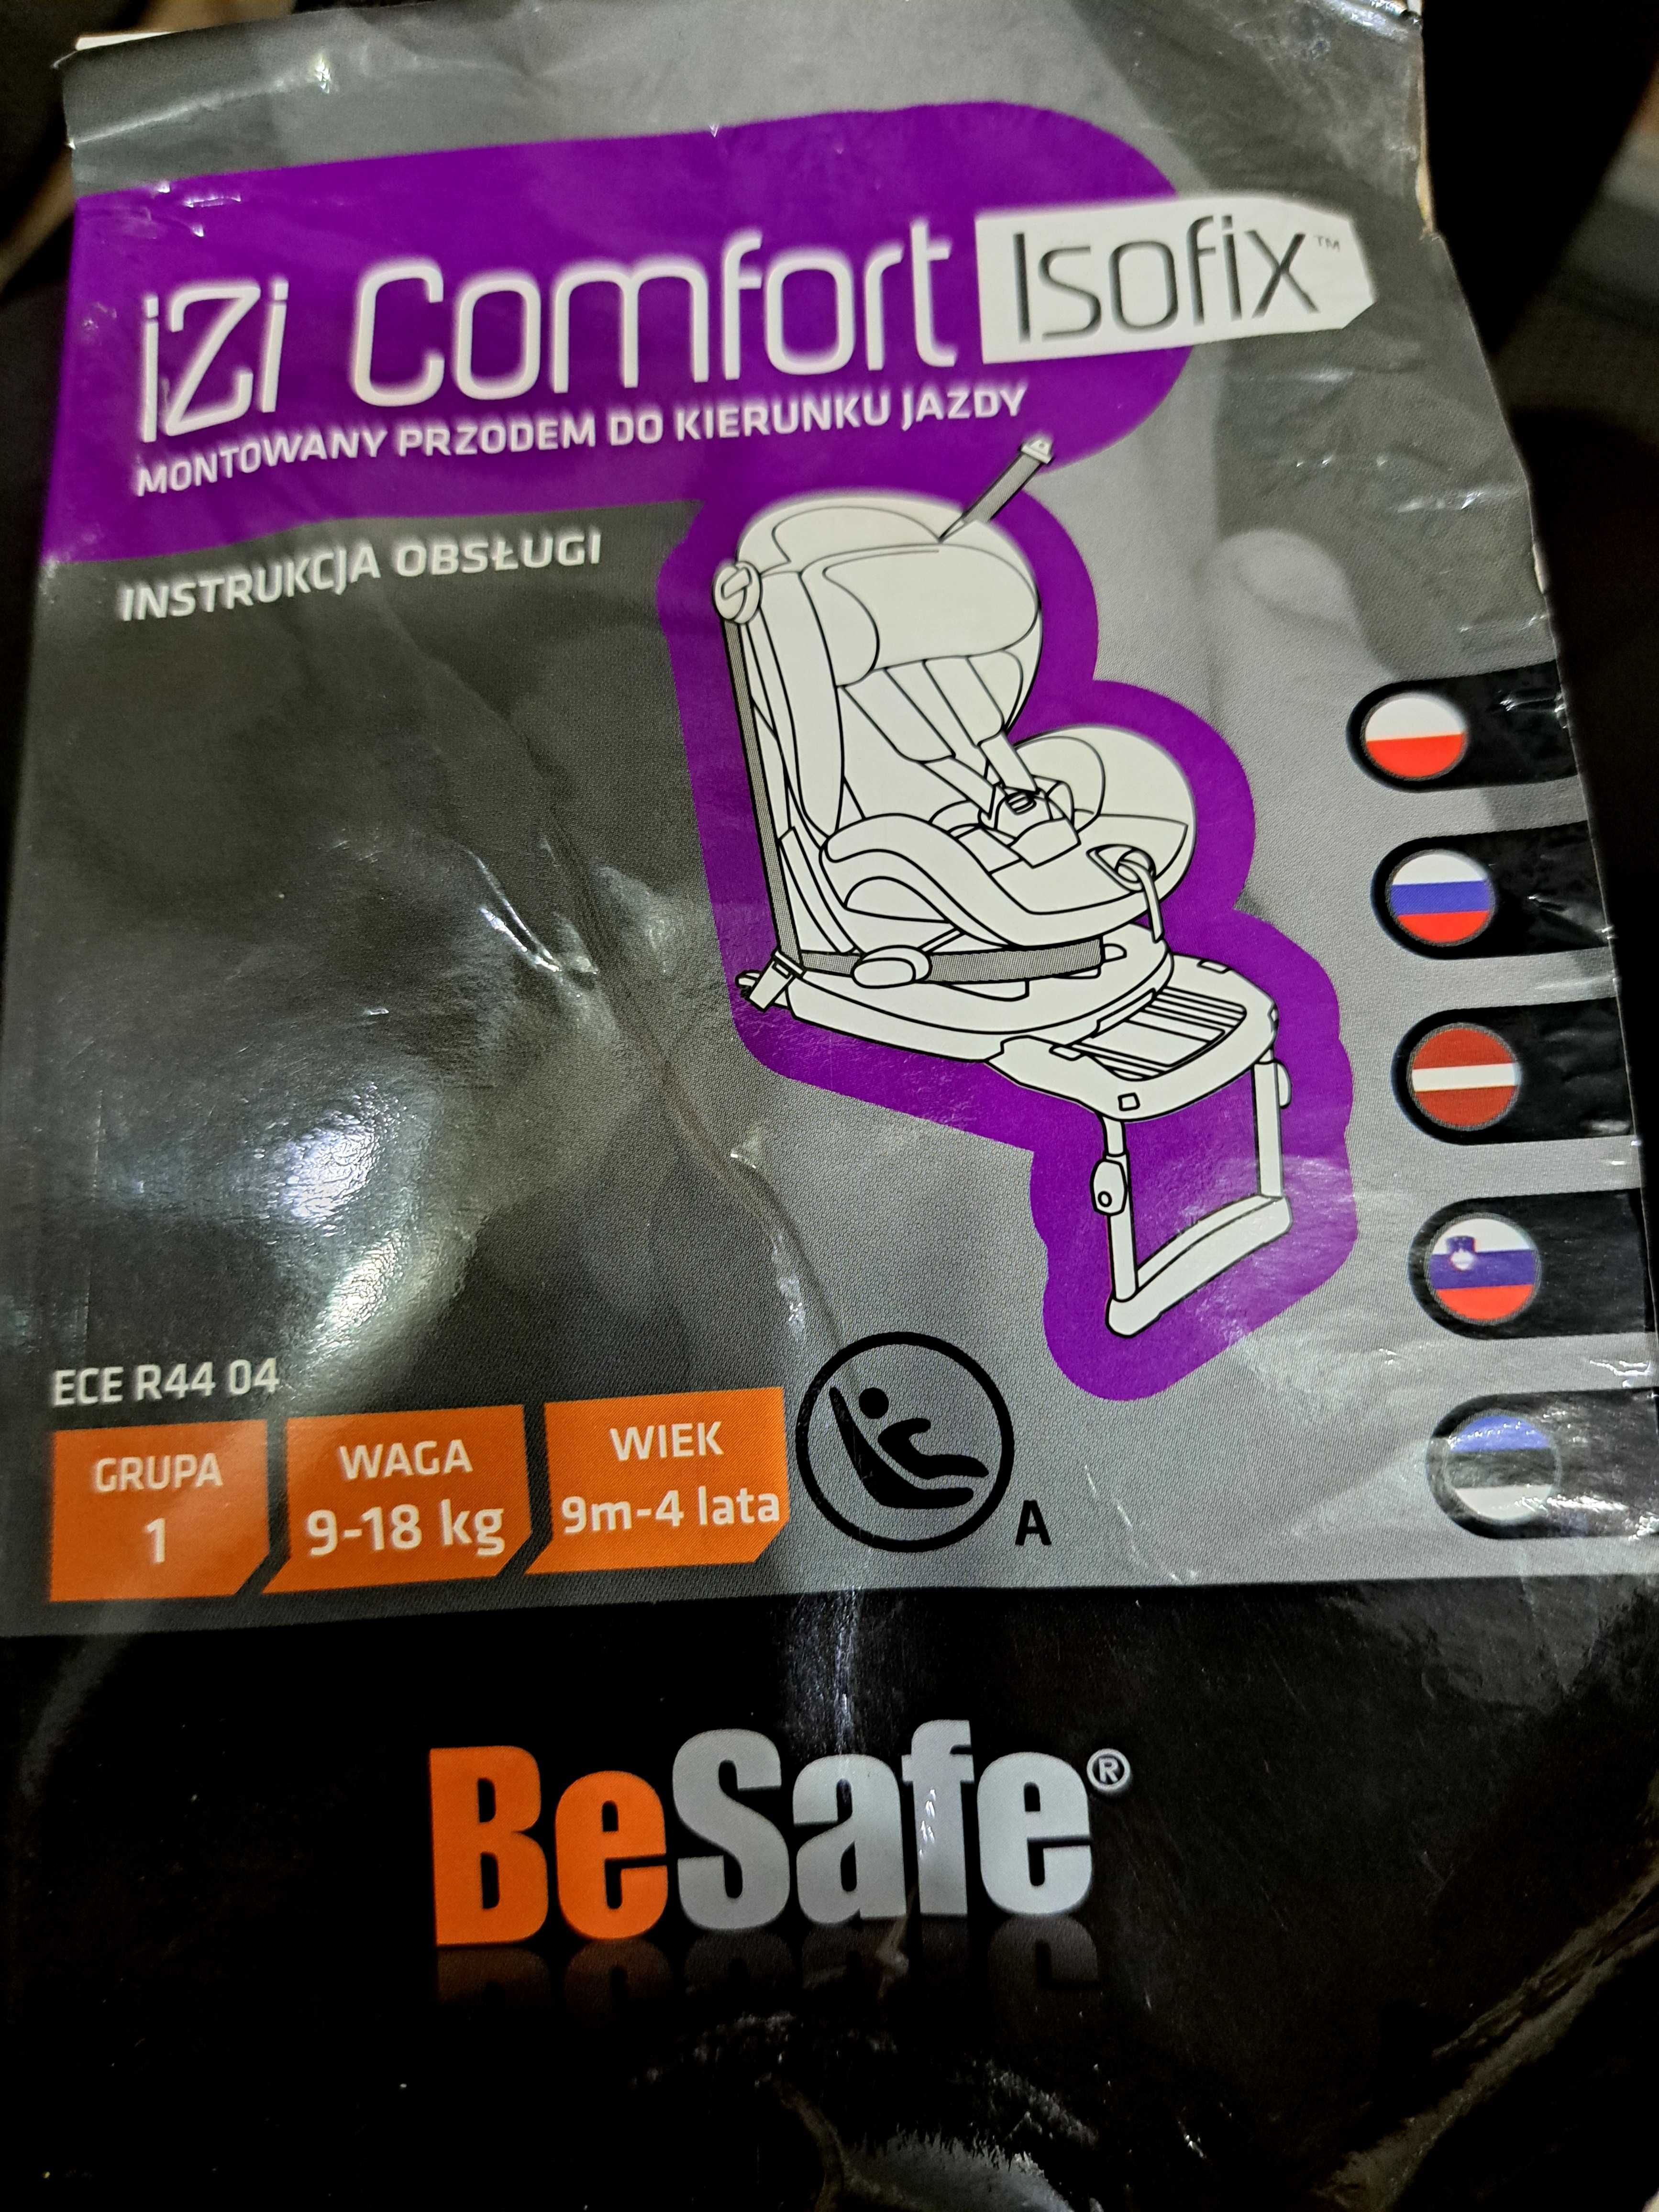 iZi Comfort Isofix™
MONTOWANY PRZODEM DO KIERUNKU JAZDY
INSTRUKCJA OBSŁUGI
ECE R44 04
GRUPA
1
WAGA
9-18 kg
WIEK
9m-4 lata
A
BeSafe®